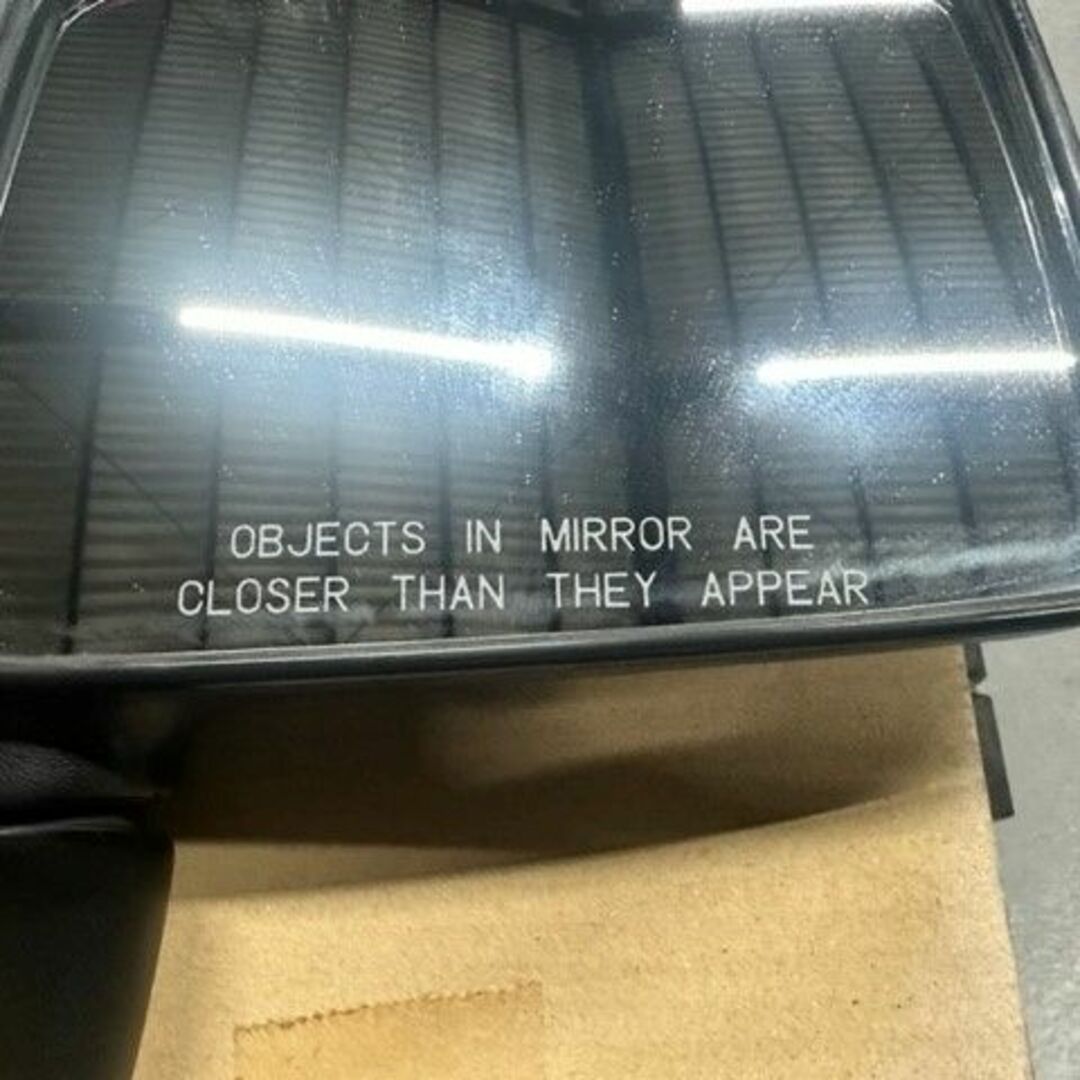 OBJECTS IN MIRROR ARE
CLOSER THAN THEY APPEAR